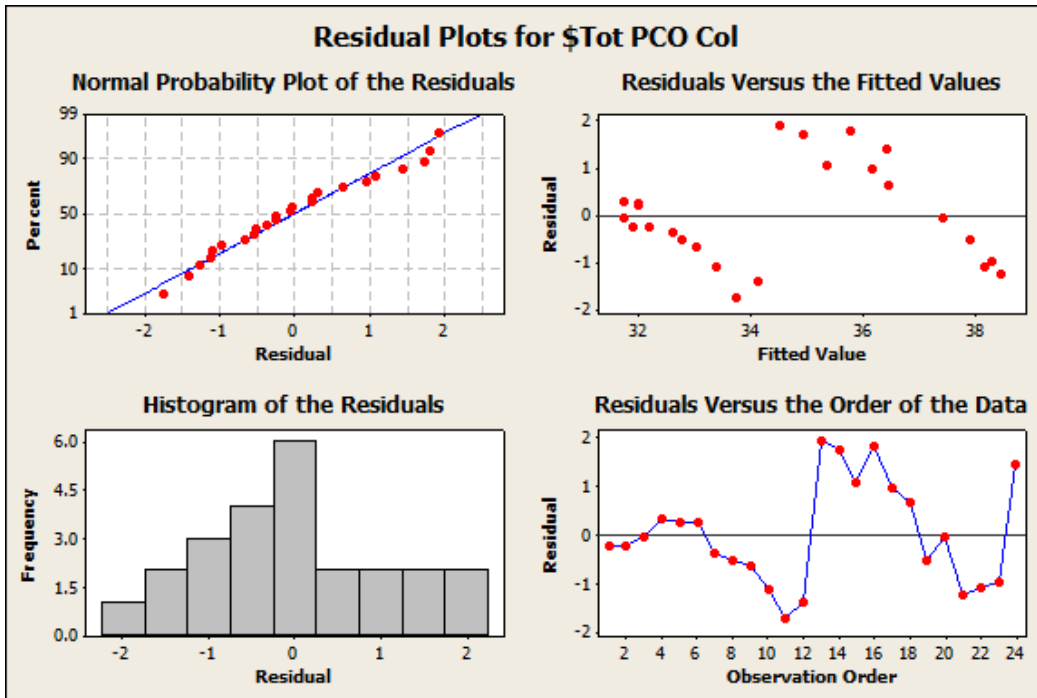 Residual Plots for $Tot PCO Col
Normal Probability Plot of the Residuals
99
90
50
10
1
Percent
-2 -1 0 1 2
Residual
Residuals Versus the Fitted Values
2
1
0
-1
-2
Residual
32 34 36 38
Fitted Value
Histogram of the Residuals
6.0
4.5
3.0
1.5
0.0
Frequency
-2 -1 0 1 2
Residual
Residuals Versus the Order of the Data
2
1
0
-1
-2
Residual
2 4 6 8 10 12 14 16 18 20 22 24
Observation Order